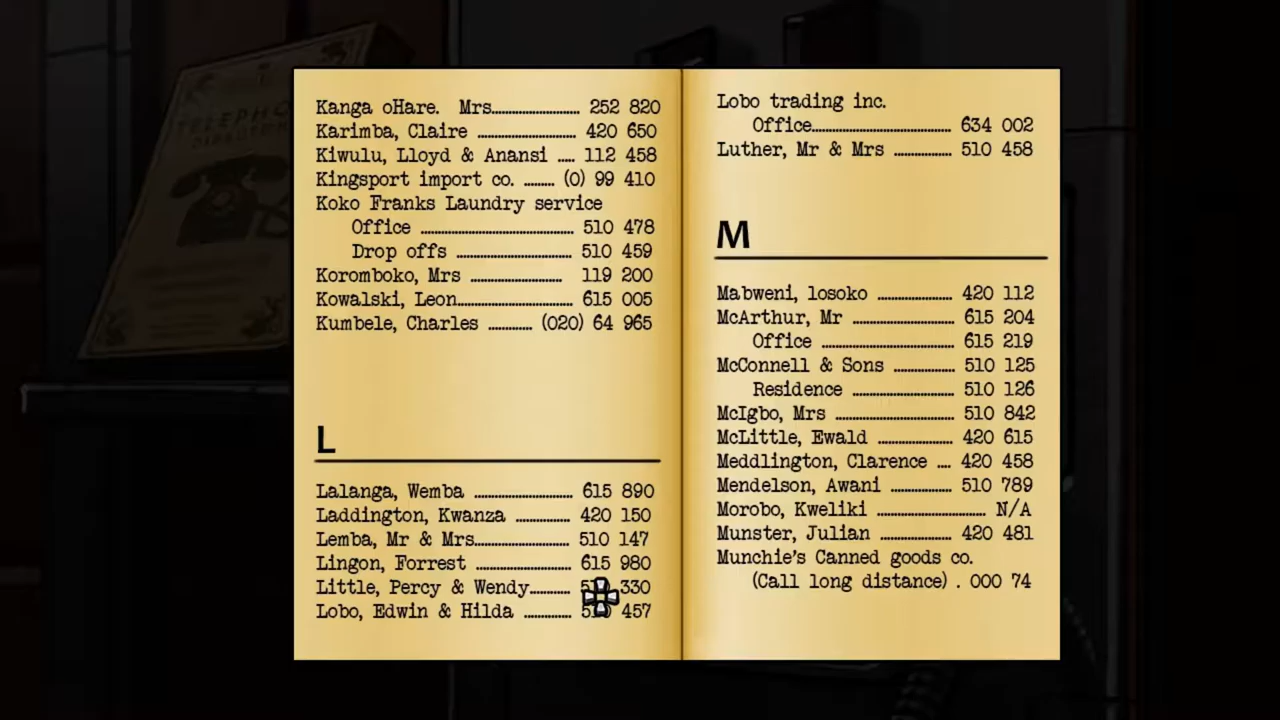 Kanga oHare. Mrs.............................. 252 820
Karimba, Claire .................................. 420 650
Kiwulu, Lloyd & Anansi ..... 112 458
Kingsport import co. ......... (0) 99 410
Koko Franks Laundry service
Office .................................................... 510 478
Drop offs ....................................... 510 459
Koromboko, Mrs ............................... 119 200
Kowalski, Leon....................................... 615 005
Kumbele, Charles ............. (020) 64 965
L
Lalanga, Wemba .................................. 615 890
Laddington, Kwanza .................. 420 150
Lemba, Mr & Mrs................................. 510 147
Lingon, Forrest ................................. 615 980
Little, Percy & Wendy............. 330
Lobo, Edwin & Hilda ................ 457
Lobo trading inc.
Office................................................ 634 002
Luther, Mr & Mrs ................... 510 458
M
Mabweni, losoko ......................... 420 112
McArthur, Mr .................................. 615 204
Office ............................................. 615 219
McConnell & Sons .................... 510 125
Residence ..................................... 510 126
McIgbo, Mrs ........................................ 510 842
McLittle, Ewald ......................... 420 615
Meddlington, Clarence .... 420 458
Mendelson, Awani .................... 510 789
Morobo, Kweliki ..................................... N/A
Munster, Julian ........................ 420 481
Munchie's Canned goods co.
(Call long distance) . 000 74